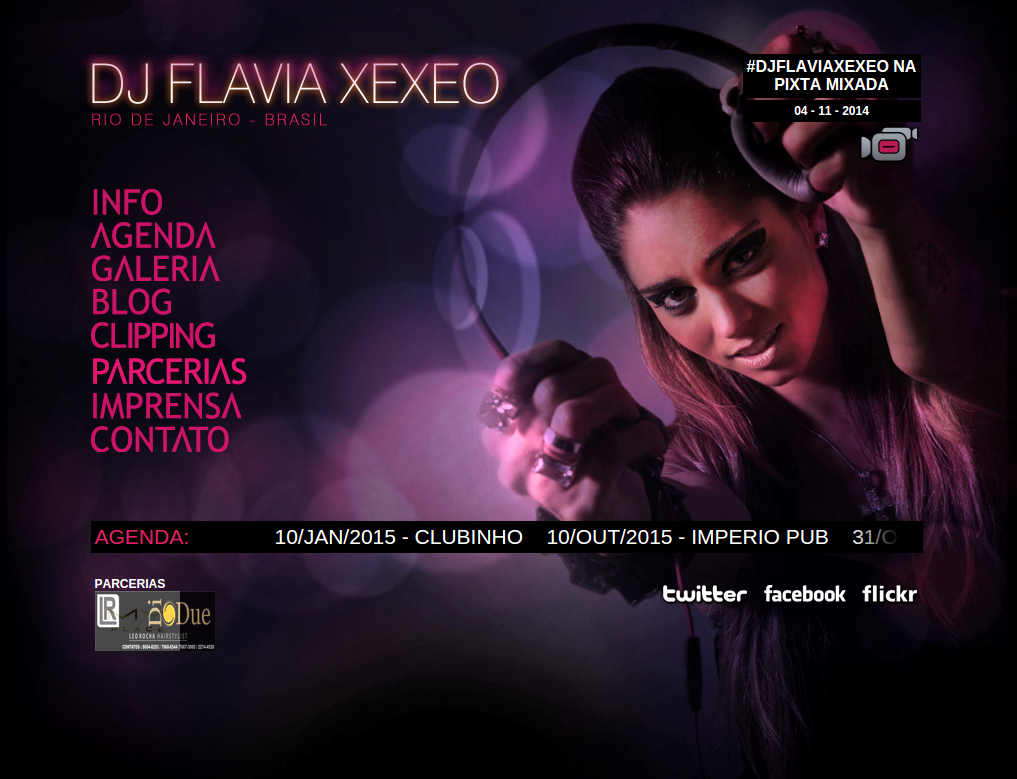 DJ FLAVIA XEXEO
RIO DE JANEIRO - BRASIL
#DJFLAVIAXEXEO NA
PIXTA MIXADA
04 - 11 - 2014
INFO
AGENDA
GALERIA
BLOG
CLIPPING
PARCERIAS
IMPRENSA
CONTATO
AGENDA: 10/JAN/2015 - CLUBINHO 10/OUT/2015 - IMPERIO PUB 31/O
PARCERIAS
LR
Di Due
LEO ROCHA HAIRSTYLIST
twitter facebook flickr